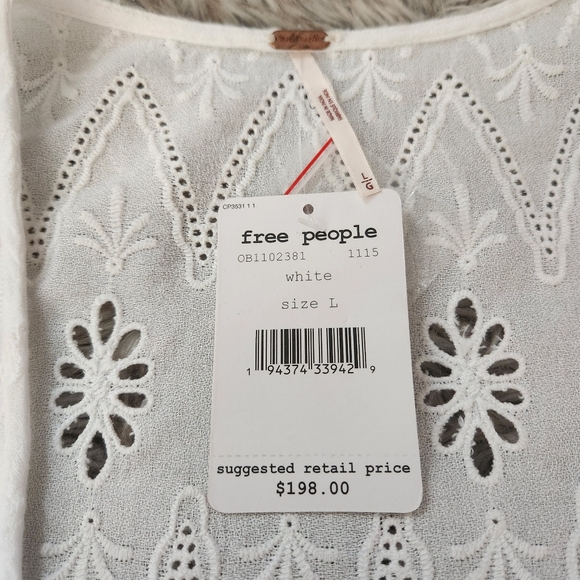 L/G
CP3531 1 1
free people
OB1102381 1115
white
size L
1 94374 33942 9
suggested retail price
$198.00